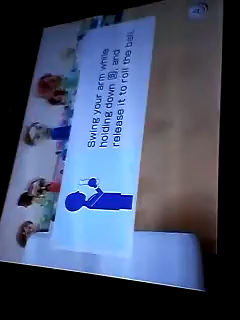 Swing your arm while
holding down Ⓑ, and
release it to roll the ball.